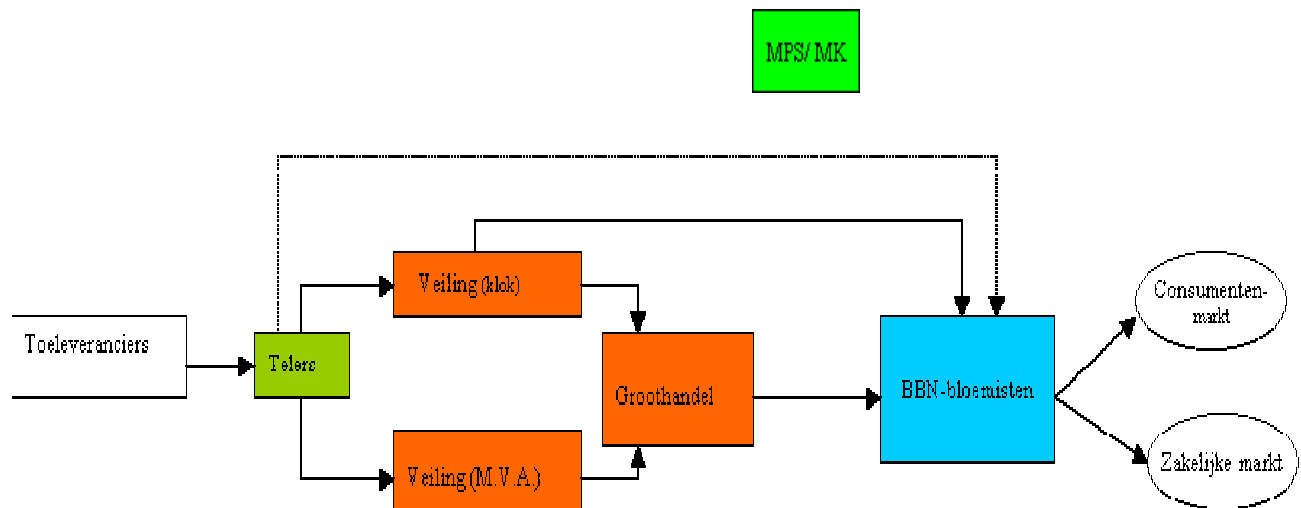 MPS/ MK
Veiling (klok)
Consumenten-
markt
Toeleveranciers
Telers
Groothandel
BBN-bloemisten
Veiling (M.V.A.)
Zakelijke markt